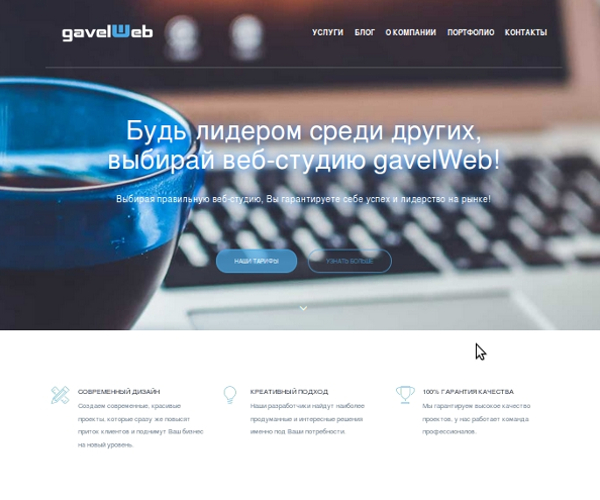 gavelWeb
УСЛУГИ БЛОГ О КОМПАНИИ ПОРТФОЛИО КОНТАКТЫ
Будь лидером среди других,
выбирай веб-студию gavelWeb!
Выбирая правильную веб-студию, Вы гарантируете себе успех и лидерство на рынке!
НАШИ ТАРИФЫ УЗНАТЬ БОЛЬШЕ
СОВРЕМЕННЫЙ ДИЗАЙН
Создаем современные, красивые
проекты, которые сразу же повысят
приток клиентов и поднимут Ваш бизнес
на новый уровень.
КРЕАТИВНЫЙ ПОДХОД
Наши разработчики найдут наиболее
продуманные и интересные решения
именно под Ваши потребности.
100% ГАРАНТИЯ КАЧЕСТВА
Мы гарантируем высокое качество
проектов, у нас работает команда
профессионалов.